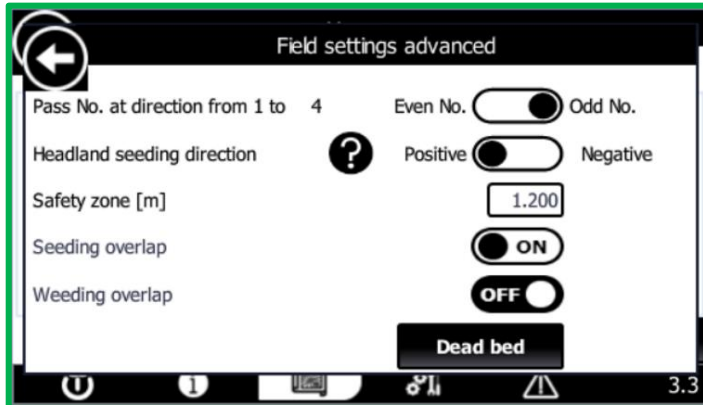 Field settings advanced
Pass No. at direction from 1 to 4 Even No. Odd No.
Headland seeding direction ? Positive Negative
Safety zone [m] 1.200
Seeding overlap ON
Weeding overlap OFF
Dead bed
3.3